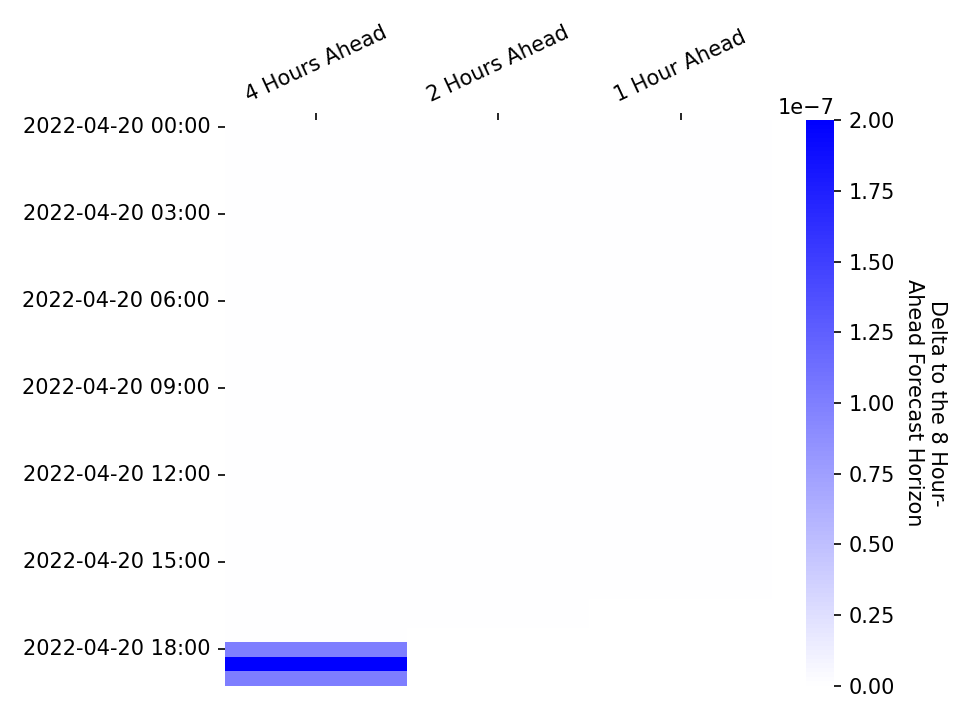 4 Hours Ahead
2 Hours Ahead
1 Hour Ahead
2022-04-20 00:00
2022-04-20 03:00
2022-04-20 06:00
2022-04-20 09:00
2022-04-20 12:00
2022-04-20 15:00
2022-04-20 18:00
1e−7
2.00
1.75
1.50
1.25
1.00
0.75
0.50
0.25
0.00
Delta to the 8 Hour-
Ahead Forecast Horizon